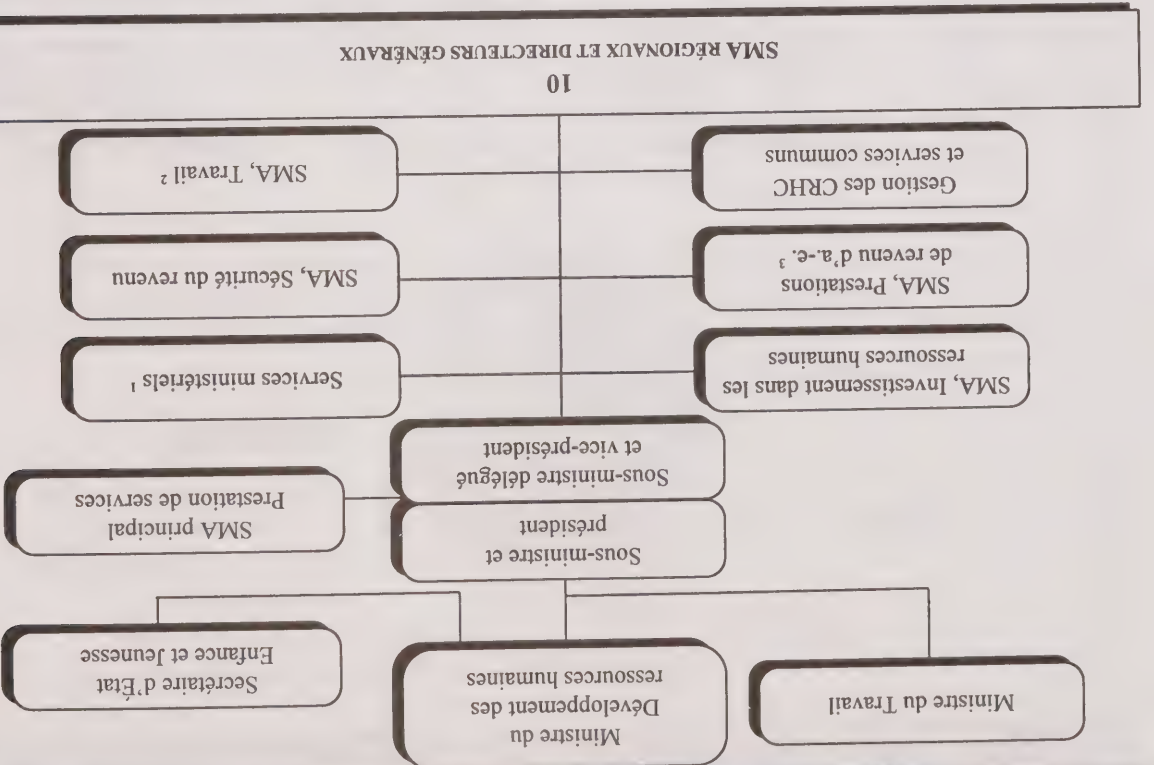 Ministre du Travail
Ministre du
Développement des
ressources humaines
Secrétaire d'État
Enfance et Jeunesse
Sous-ministre et
président
Sous-ministre délégué
et vice-président
SMA principal
Prestation de services
SMA, Investissement dans les
ressources humaines
Services ministériels ¹
SMA, Prestations
de revenu d'a.-e. ³
SMA, Sécurité du revenu
Gestion des CRHC
et services communs
SMA, Travail ²
10
SMA RÉGIONAUX ET DIRECTEURS GÉNÉRAUX